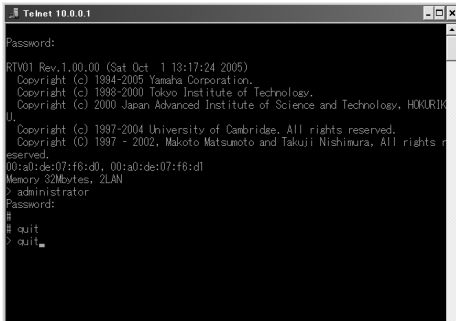 Telnet 10.0.0.1
Password:
RTV01 Rev.1.00.00 (Sat Oct  1 13:17:24 2005)
  Copyright (c) 1994-2005 Yamaha Corporation.
  Copyright (c) 1998-2000 Tokyo Institute of Technology.
  Copyright (c) 2000 Japan Advanced Institute of Science and Technology, HOKURIK
U.
  Copyright (c) 1997-2004 University of Cambridge. All rights reserved.
  Copyright (C) 1997 - 2002, Makoto Matsumoto and Takuji Nishimura, All rights r
eserved.
00:a0:de:07:f6:d0, 00:a0:de:07:f6:d1
Memory 32Mbytes, 2LAN
> administrator
Password:
#
# quit
> quit_